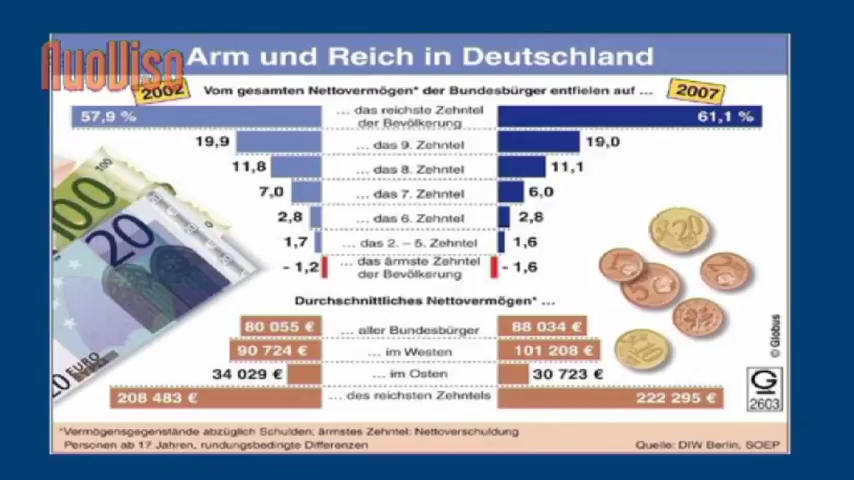 NuoViso
Arm und Reich in Deutschland
2002
Vom gesamten Nettovermögen* der Bundesbürger entfielen auf ...
2007
57,9 %
... das reichste Zehntel
der Bevölkerung
61,1 %
19,9
... das 9. Zehntel
19,0
11,8
... das 8. Zehntel
11,1
7,0
... das 7. Zehntel
6,0
2,8
... das 6. Zehntel
2,8
1,7
... das 2. – 5. Zehntel
1,6
- 1,2
... das ärmste Zehntel
der Bevölkerung
- 1,6
Durchschnittliches Nettovermögen* ...
80 055 €
... aller Bundesbürger
88 034 €
90 724 €
... im Westen
101 208 €
34 029 €
... im Osten
30 723 €
208 483 €
... des reichsten Zehntels
222 295 €
100
20
20 EURO
© Globus
G
2603
*Vermögensgegenstände abzüglich Schulden; ärmstes Zehntel: Nettoverschuldung
Personen ab 17 Jahren, rundungsbedingte Differenzen
Quelle: DIW Berlin, SOEP